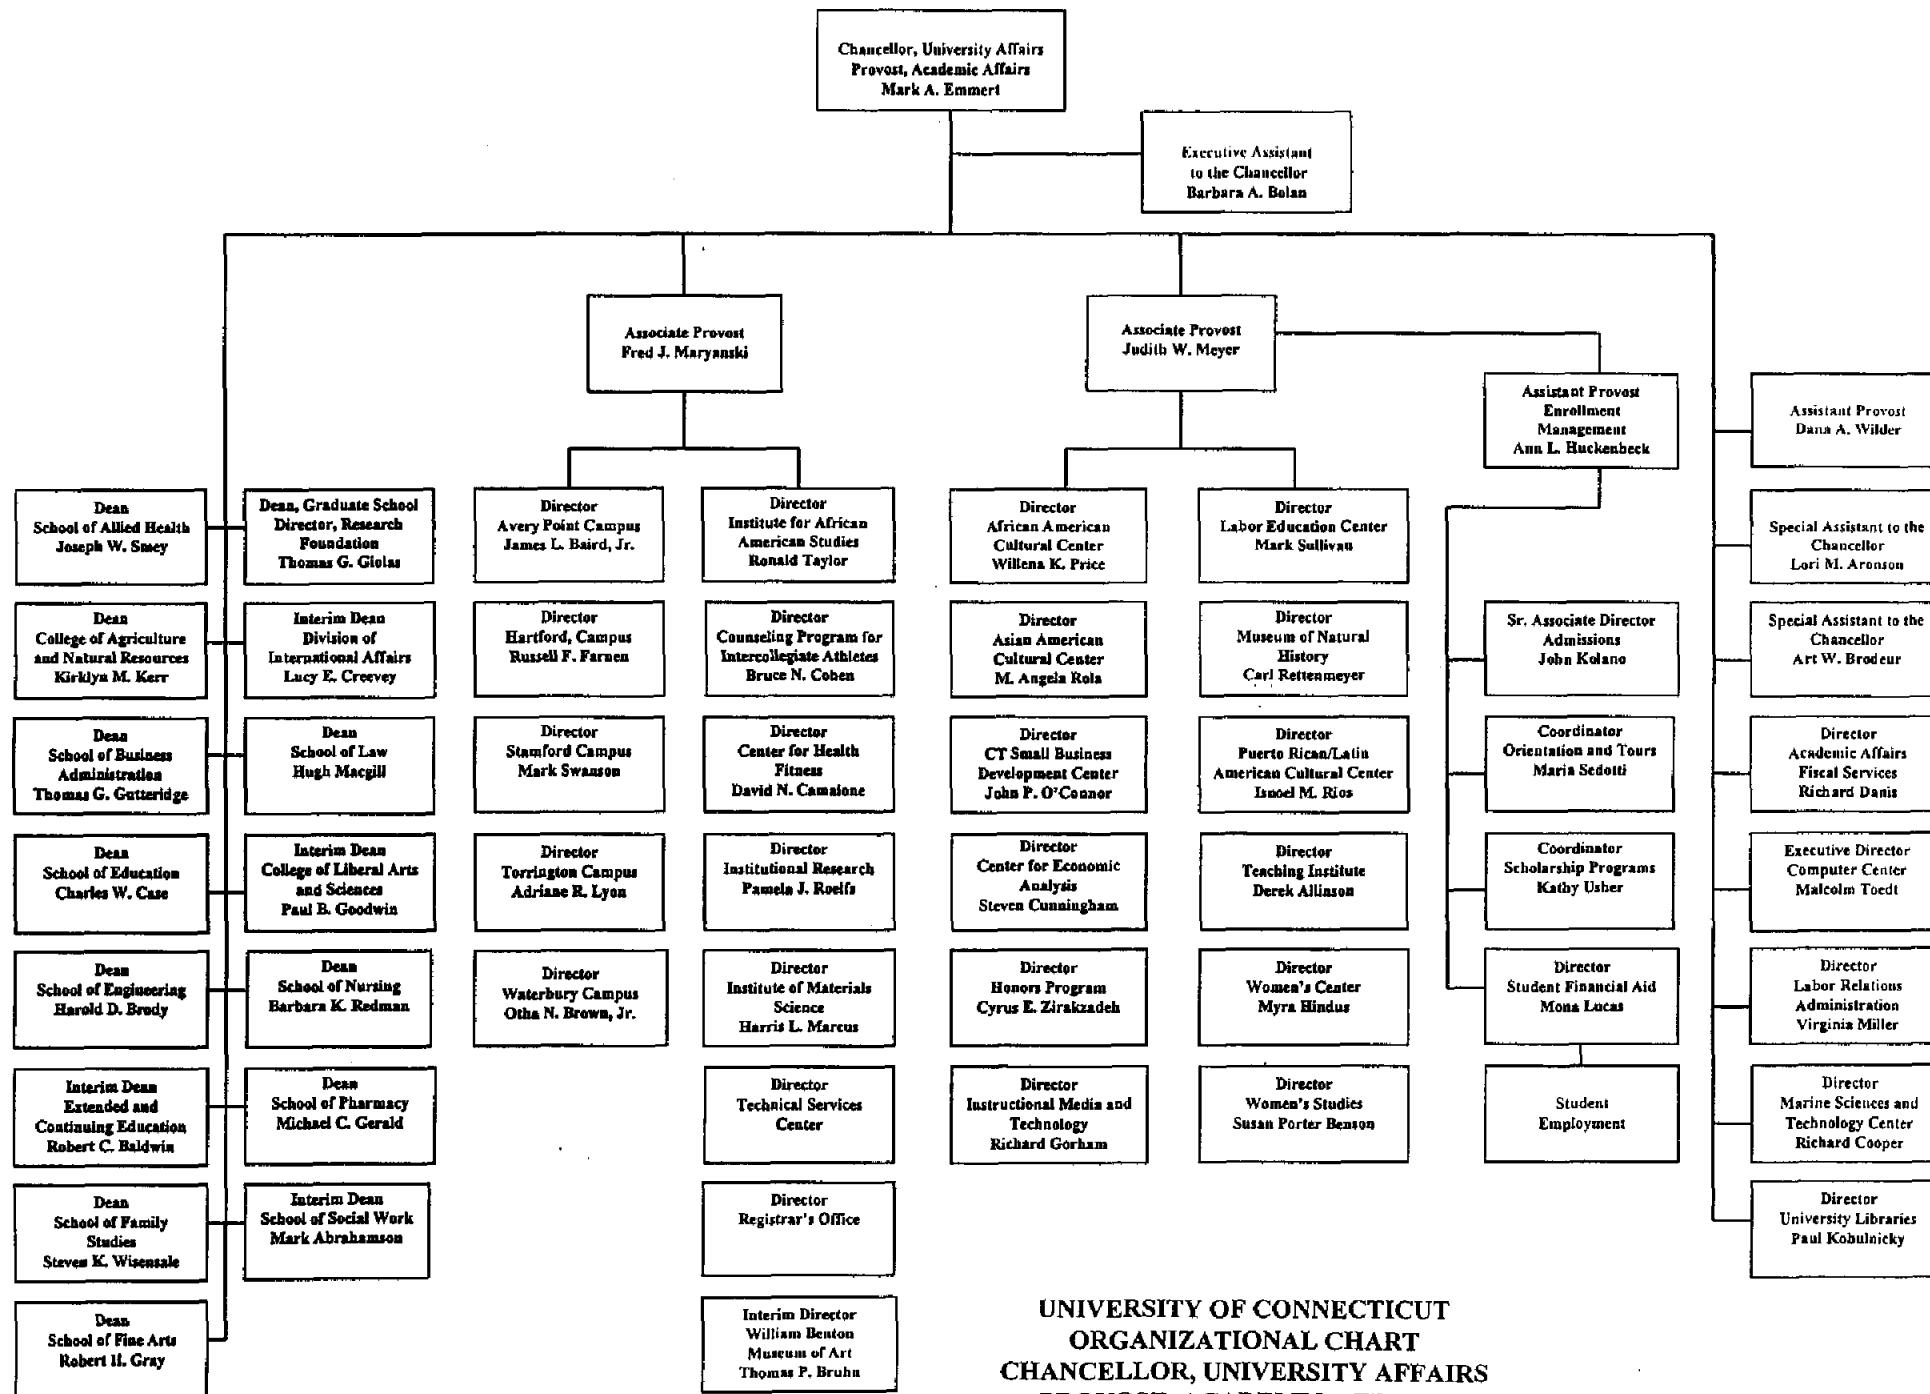 Chancellor, University Affairs
Provost, Academic Affairs
Mark A. Emmert
Executive Assistant
to the Chancellor
Barbara A. Bolan
Associate Provost
Fred J. Maryanski
Associate Provost
Judith W. Meyer
Assistant Provost
Enrollment
Management
Ann L. Huckenbeck
Assistant Provost
Dana A. Wilder
Dean
School of Allied Health
Joseph W. Smey
Dean, Graduate School
Director, Research
Foundation
Thomas G. Giolas
Director
Avery Point Campus
James L. Baird, Jr.
Director
Institute for African
American Studies
Ronald Taylor
Director
African American
Cultural Center
Willena K. Price
Director
Labor Education Center
Mark Sullivan
Special Assistant to the
Chancellor
Lori M. Aronson
Dean
College of Agriculture
and Natural Resources
Kirklyn M. Kerr
Interim Dean
Division of
International Affairs
Lucy E. Creevey
Director
Hartford, Campus
Russell F. Farnen
Director
Counseling Program for
Intercollegiate Athletes
Bruce N. Cohen
Director
Asian American
Cultural Center
M. Angela Rola
Director
Museum of Natural
History
Carl Rettenmeyer
Sr. Associate Director
Admissions
John Kolano
Special Assistant to the
Chancellor
Art W. Brodeur
Dean
School of Business
Administration
Thomas G. Gutteridge
Dean
School of Law
Hugh Macgill
Director
Stamford Campus
Mark Swanson
Director
Center for Health
Fitness
David N. Camaione
Director
CT Small Business
Development Center
John P. O'Connor
Director
Puerto Rican/Latin
American Cultural Center
Isnoel M. Rios
Coordinator
Orientation and Tours
Maria Sedotti
Director
Academic Affairs
Fiscal Services
Richard Danis
Dean
School of Education
Charles W. Case
Interim Dean
College of Liberal Arts
and Sciences
Paul B. Goodwin
Director
Torrington Campus
Adriane R. Lyon
Director
Institutional Research
Pamela J. Roelfs
Director
Center for Economic
Analysis
Steven Cunningham
Director
Teaching Institute
Derek Allinson
Coordinator
Scholarship Programs
Kathy Usher
Executive Director
Computer Center
Malcolm Toedt
Dean
School of Engineering
Harold D. Brody
Dean
School of Nursing
Barbara K. Redman
Director
Waterbury Campus
Otha N. Brown, Jr.
Director
Institute of Materials
Science
Harris L. Marcus
Director
Honors Program
Cyrus E. Zirakzadeh
Director
Women's Center
Myra Hindus
Director
Student Financial Aid
Mona Lucas
Director
Labor Relations
Administration
Virginia Miller
Interim Dean
Extended and
Continuing Education
Robert C. Baldwin
Dean
School of Pharmacy
Michael C. Gerald
Director
Technical Services
Center
Director
Instructional Media and
Technology
Richard Gorham
Director
Women's Studies
Susan Porter Benson
Student
Employment
Director
Marine Sciences and
Technology Center
Richard Cooper
Dean
School of Family
Studies
Steven K. Wisensale
Interim Dean
School of Social Work
Mark Abrahamson
Director
Registrar's Office
Director
University Libraries
Paul Kobulnicky
Dean
School of Fine Arts
Robert H. Gray
Interim Director
William Benton
Museum of Art
Thomas P. Bruhn
UNIVERSITY OF CONNECTICUT
ORGANIZATIONAL CHART
CHANCELLOR, UNIVERSITY AFFAIRS